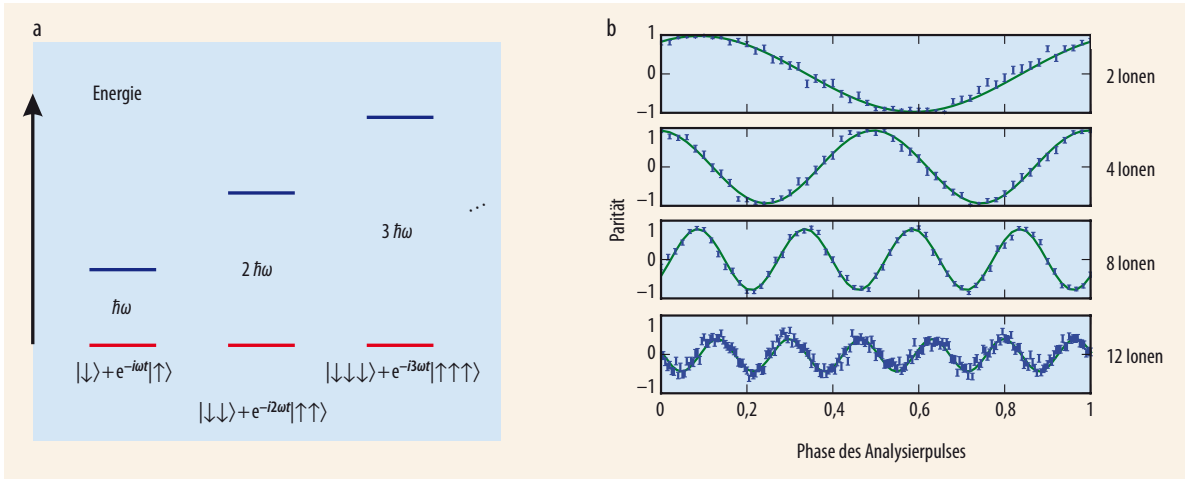 a
Energie
3 ħω
...
2 ħω
ħω
|↓⟩ + e⁻ⁱωᵗ|↑⟩
|↓↓↓⟩ + e⁻ⁱ³ωᵗ|↑↑↑⟩
|↓↓⟩ + e⁻ⁱ²ωᵗ|↑↑⟩
b
Parität
1
0
−1
2 Ionen
1
0
−1
4 Ionen
1
0
−1
8 Ionen
1
0
−1
12 Ionen
0 0,2 0,4 0,6 0,8 1
Phase des Analysierpulses